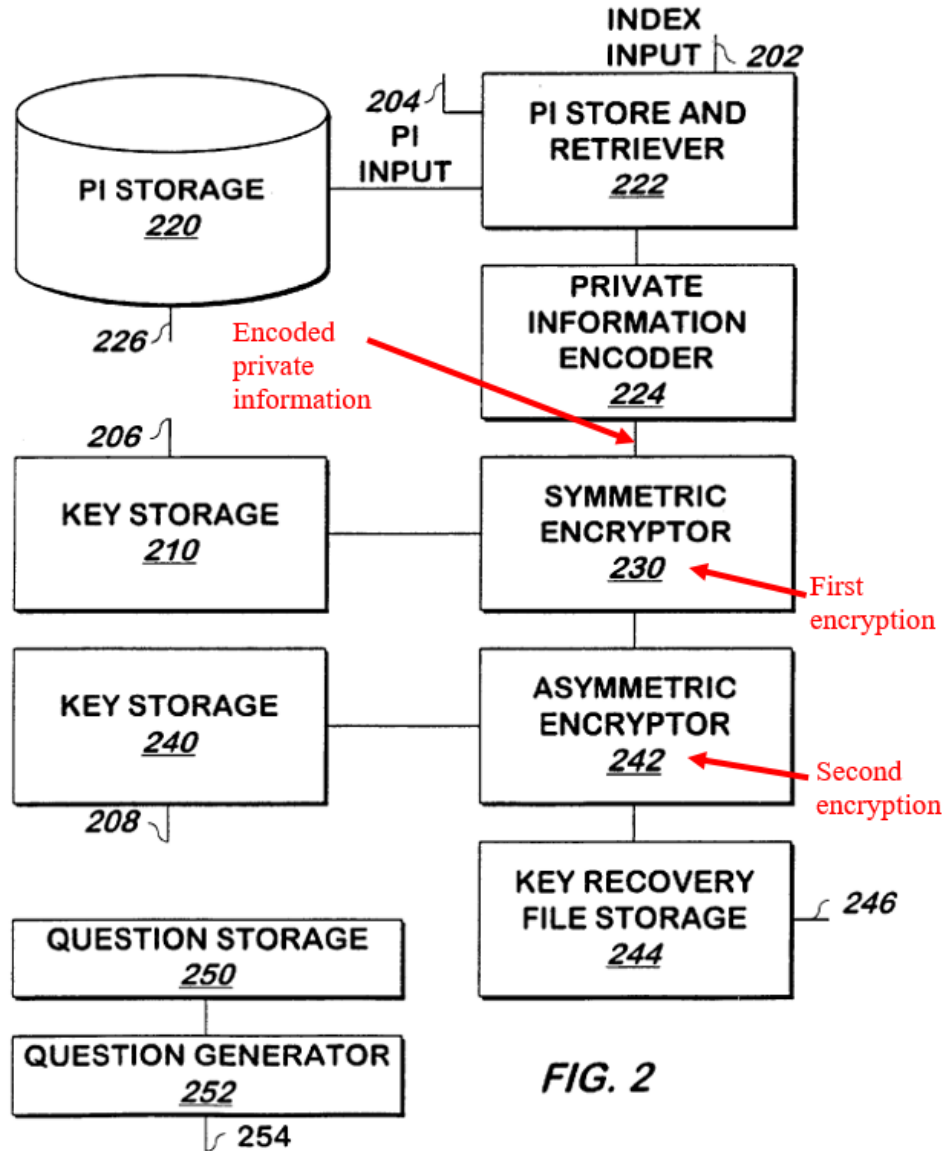 INDEX
INPUT
202
204
PI
INPUT
PI STORE AND
RETRIEVER
222
PI STORAGE
220
226
PRIVATE
INFORMATION
ENCODER
224
Encoded
private
information
206
KEY STORAGE
210
SYMMETRIC
ENCRYPTOR
230
First
encryption
KEY STORAGE
240
208
ASYMMETRIC
ENCRYPTOR
242
Second
encryption
KEY RECOVERY
FILE STORAGE
244
246
QUESTION STORAGE
250
QUESTION GENERATOR
252
254
FIG. 2